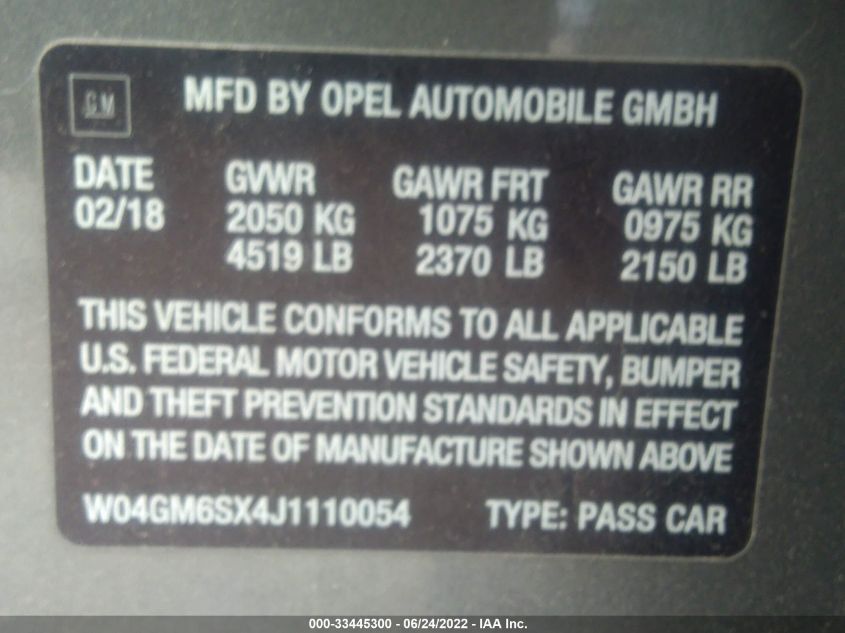 GM
MFD BY OPEL AUTOMOBILE GMBH
DATE GVWR GAWR FRT GAWR RR
02/18 2050 KG 1075 KG 0975 KG
4519 LB 2370 LB 2150 LB
THIS VEHICLE CONFORMS TO ALL APPLICABLE
U.S. FEDERAL MOTOR VEHICLE SAFETY, BUMPER
AND THEFT PREVENTION STANDARDS IN EFFECT
ON THE DATE OF MANUFACTURE SHOWN ABOVE
W04GM6SX4J1110054 TYPE: PASS CAR
000-33445300 - 06/24/2022 - IAA Inc.